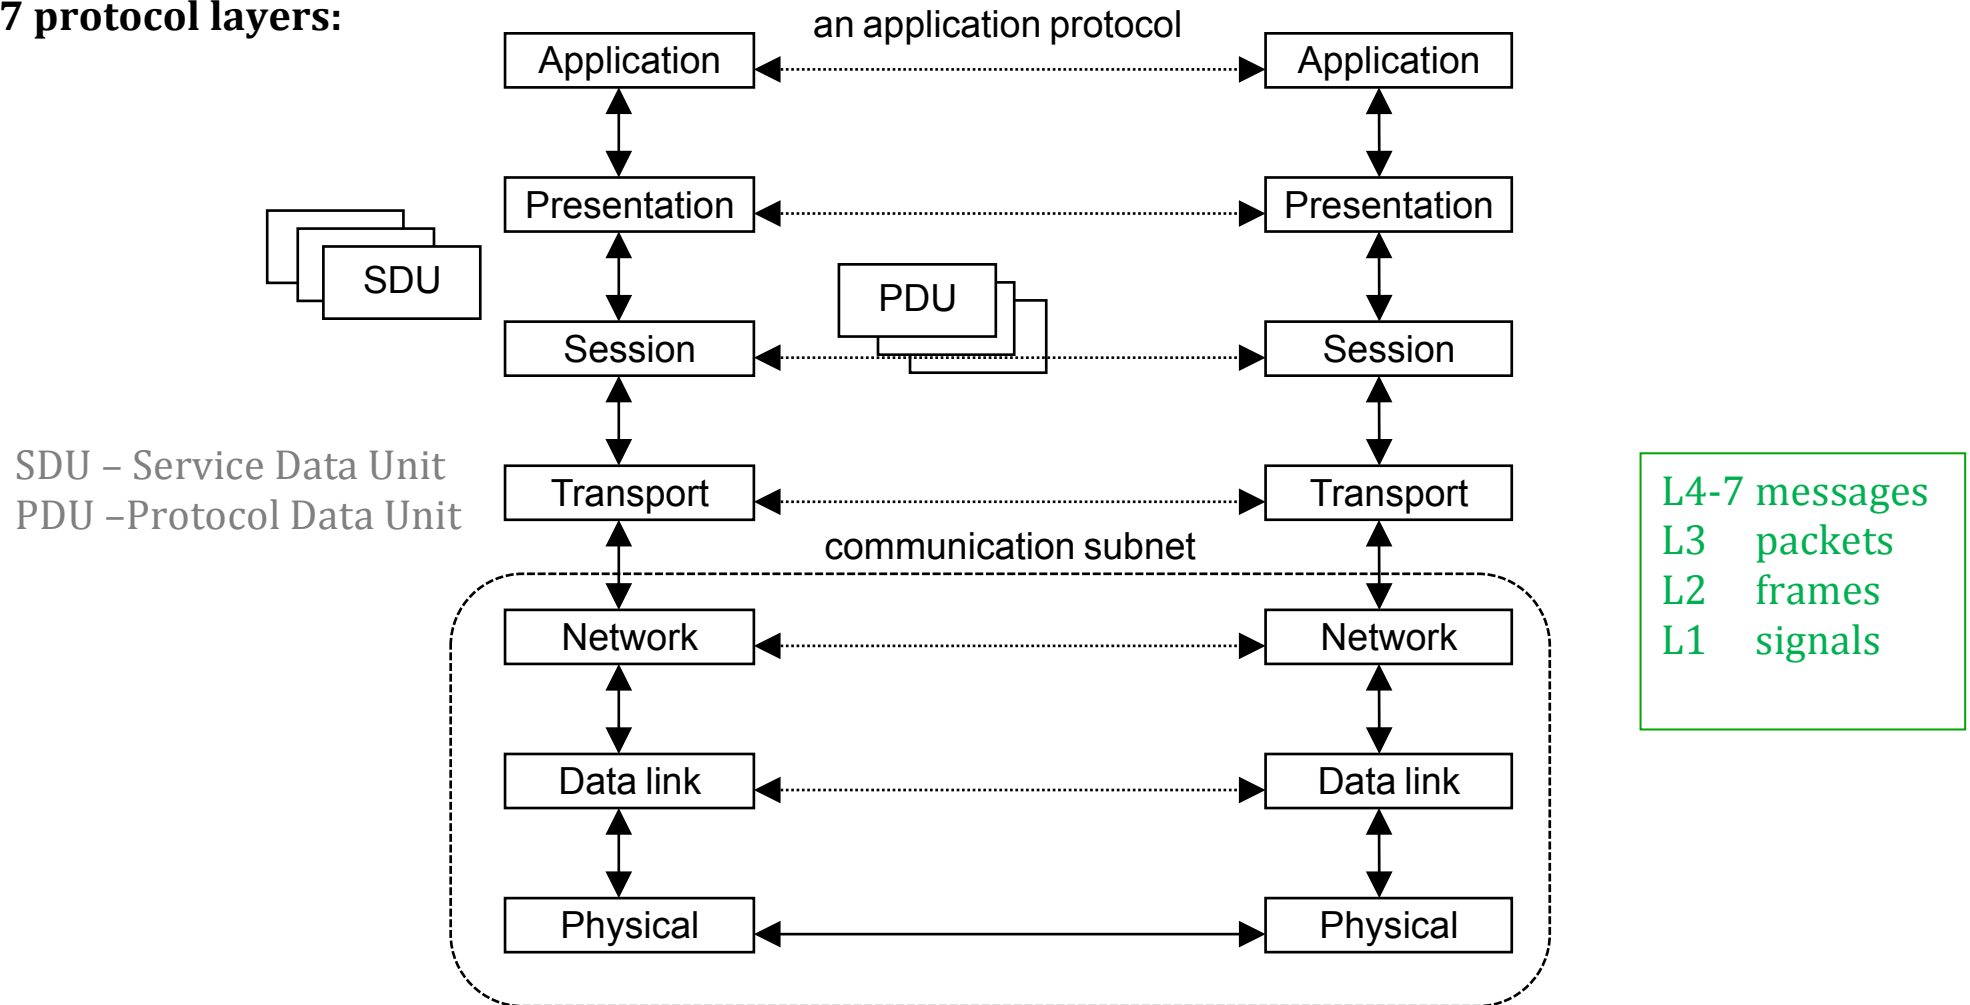 7 protocol layers:
an application protocol
Application
Application
Presentation
Presentation
SDU
PDU
Session
Session
SDU – Service Data Unit
PDU –Protocol Data Unit
Transport
Transport
L4-7 messages
L3 packets
L2 frames
L1 signals
communication subnet
Network
Network
Data link
Data link
Physical
Physical